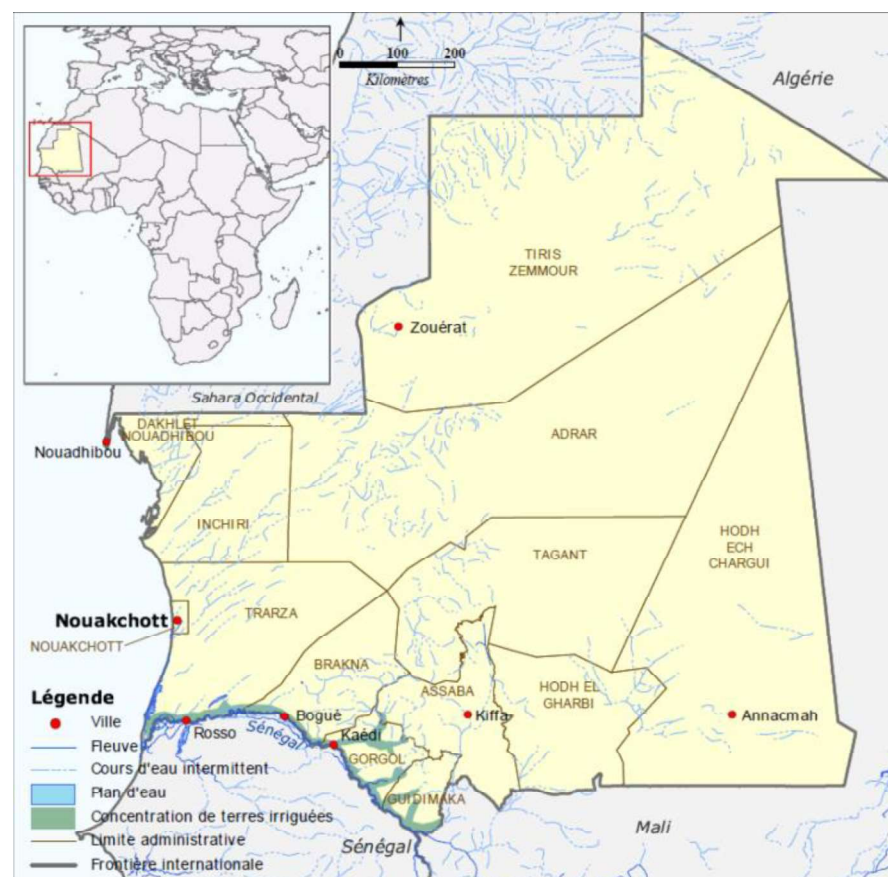 0 100 200
Kilomètres
Algérie
TIRIS
ZEMMOUR
Zouérat
Sahara Occidental
DAKHLET
NOUADHIBOU
Nouadhibou
ADRAR
INCHIRI
HODH
ECH
CHARGUI
TAGANT
Nouakchott
TRARZA
NOUAKCHOTT
BRAKNA
ASSABA
HODH EL
GHARBI
Légende
Ville
Fleuve
Cours d'eau intermittent
Plan d'eau
Concentration de terres irriguées
Limite administrative
Frontière internationale
Rosso
Bogué
Sénégal
Kaédi
Kiffa
Annacmah
GORGOL
GUIDIMAKA
Sénégal
Mali